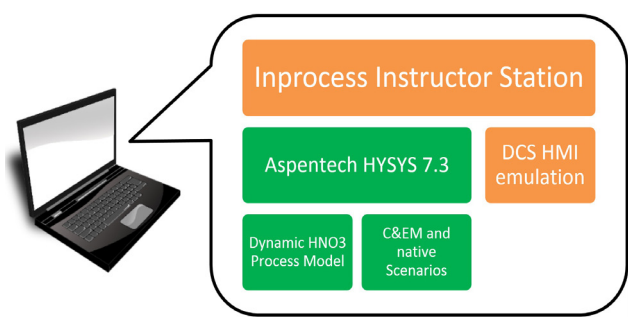 Inprocess Instructor Station
Aspentech HYSYS 7.3
DCS HMI
emulation
Dynamic HNO3
Process Model
C&EM and
native
Scenarios